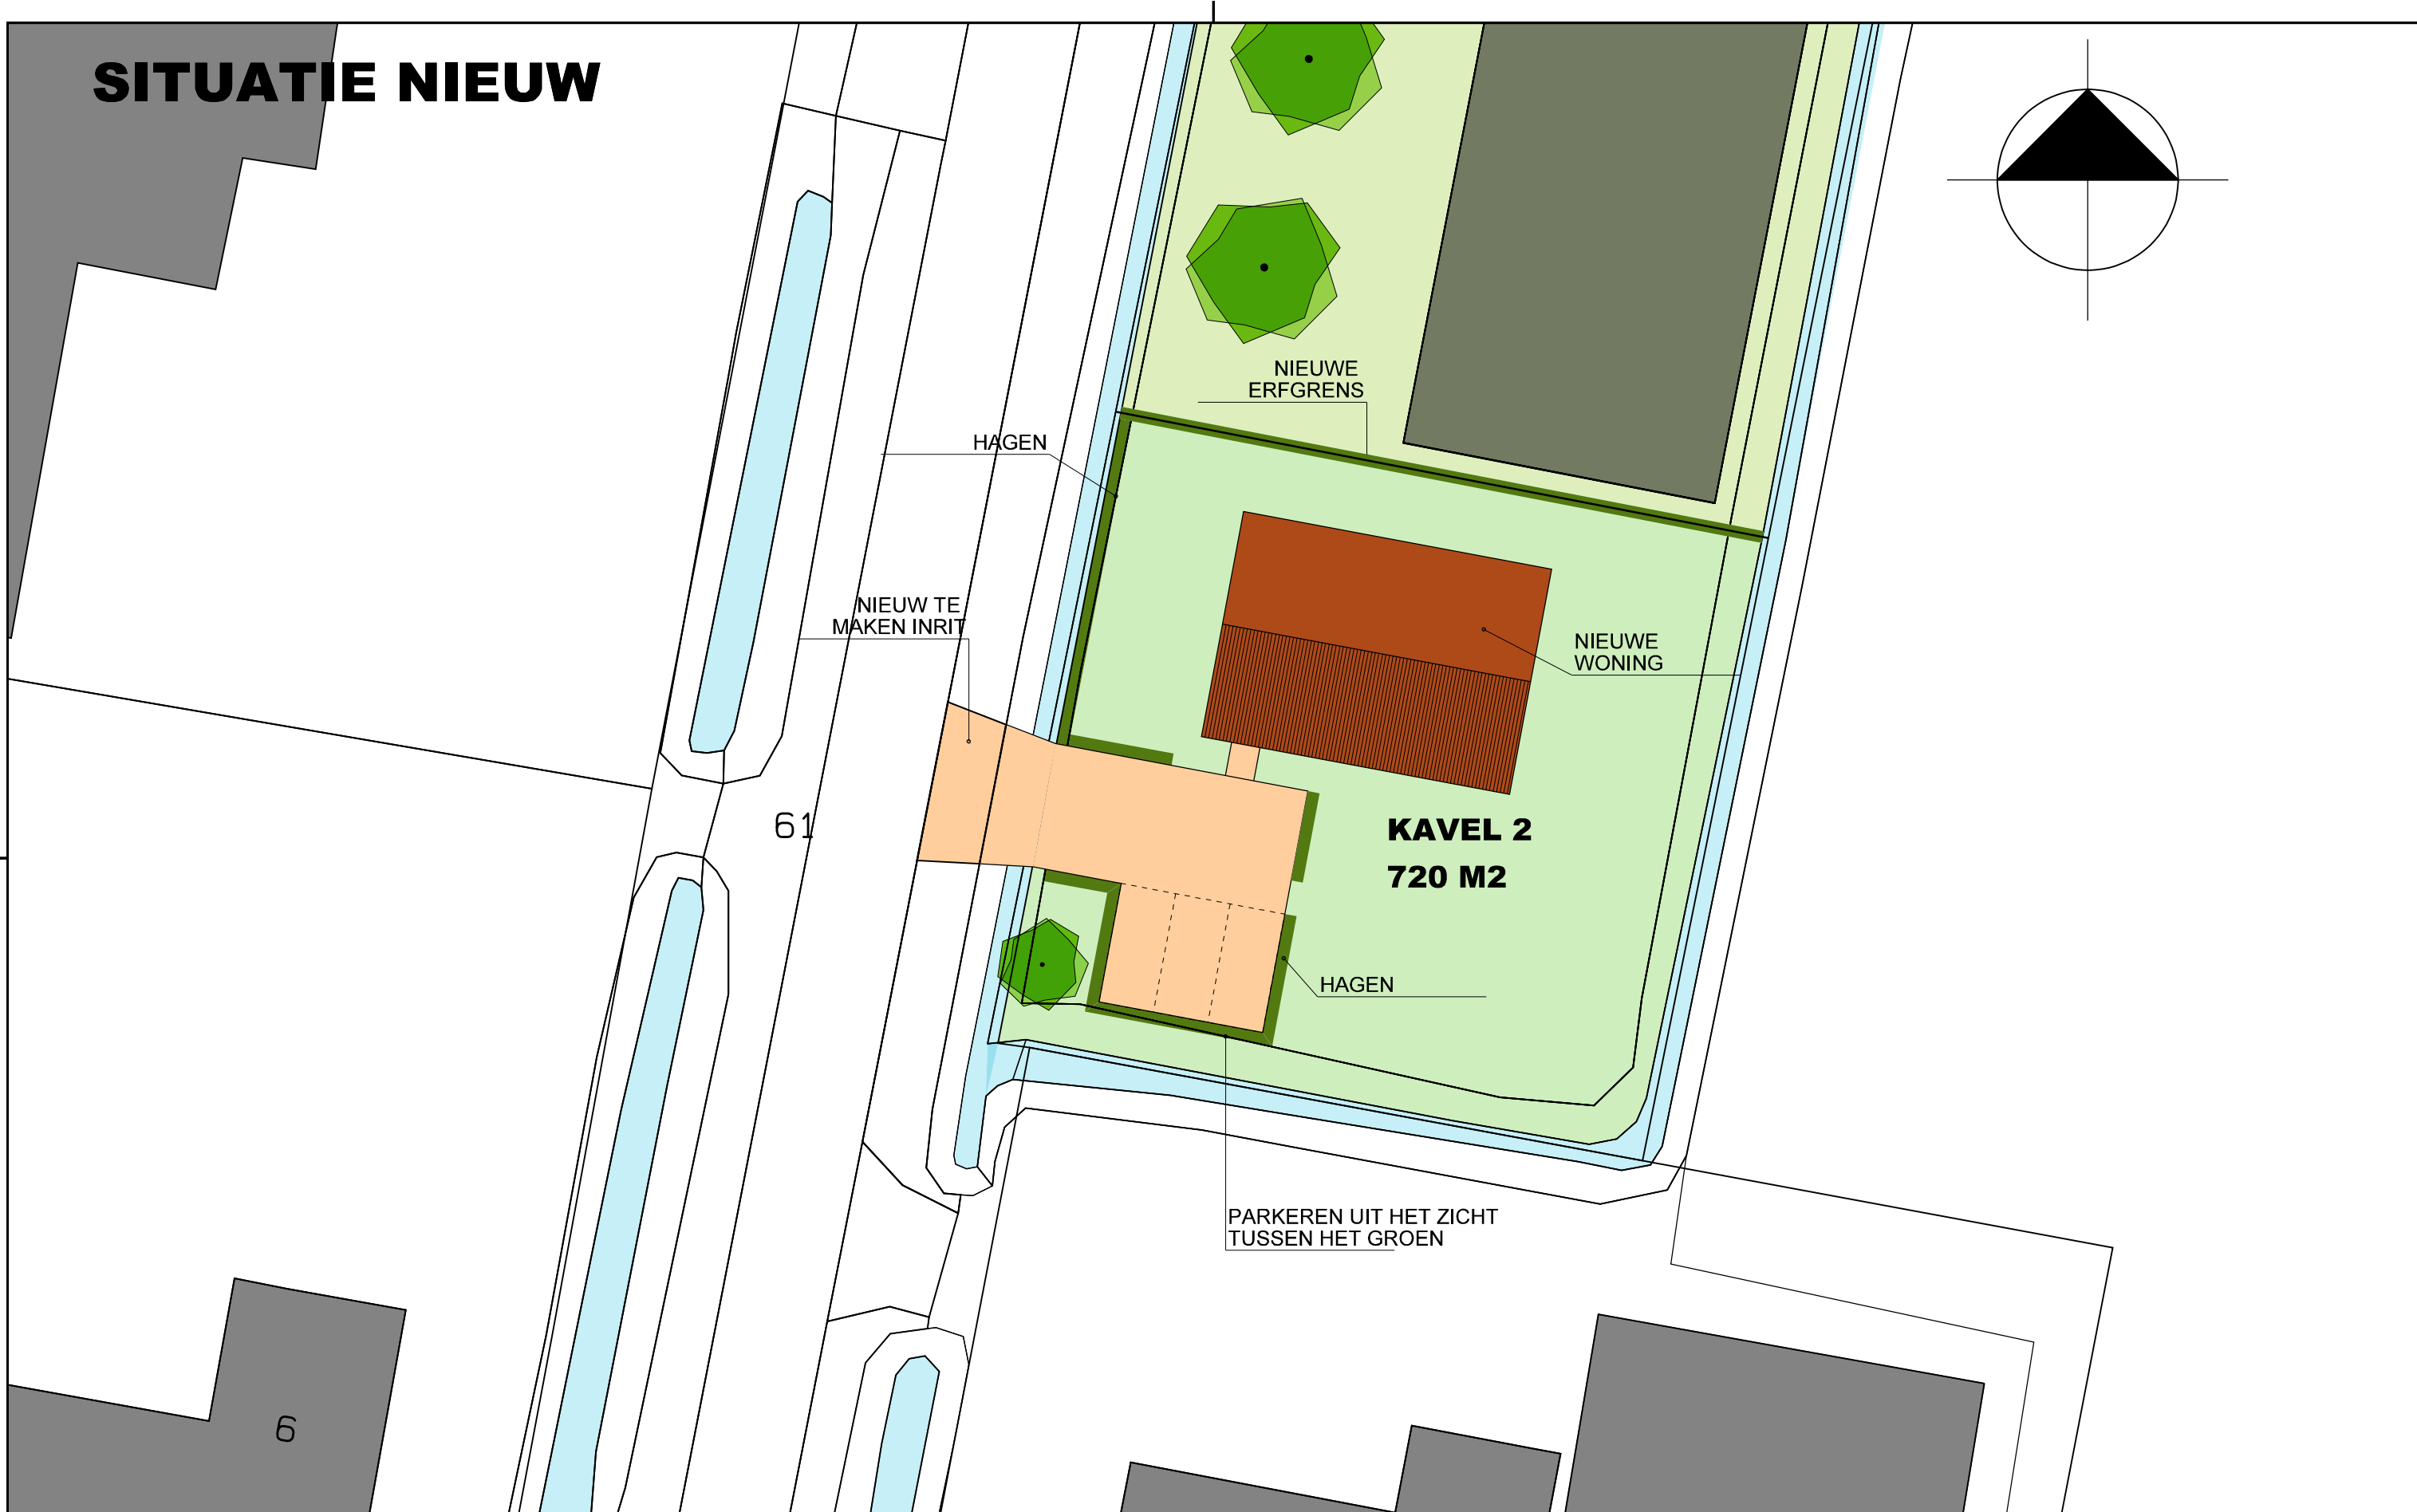 SITUATIE NIEUW
NIEUWE
ERFGRENS
HAGEN
NIEUW TE
MAKEN INRIT
NIEUWE
WONING
61
KAVEL 2
720 M2
HAGEN
PARKEREN UIT HET ZICHT
TUSSEN HET GROEN
6